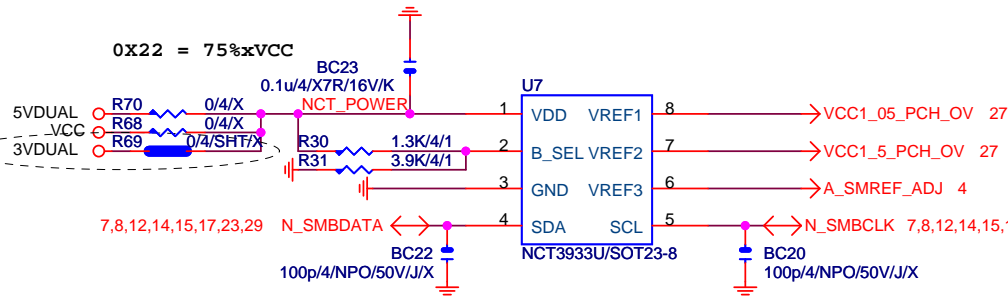 0X22 = 75%xVCC
BC23
0.1u/4/X7R/16V/K
NCT_POWER
5VDUAL
R70
0/4/X
VCC
R68
0/4/X
3VDUAL
R69
0/4/SHT/X
R30
1.3K/4/1
R31
3.9K/4/1
U7
1
VDD
VREF1
8
VCC1_05_PCH_OV 27
2
B_SEL
VREF2
7
VCC1_5_PCH_OV 27
3
GND
VREF3
6
A_SMREF_ADJ 4
7,8,12,14,15,17,23,29
N_SMBDATA
4
SDA
SCL
5
N_SMBCLK
7,8,12,14,15,1
BC22
100p/4/NPO/50V/J/X
NCT3933U/SOT23-8
BC20
100p/4/NPO/50V/J/X